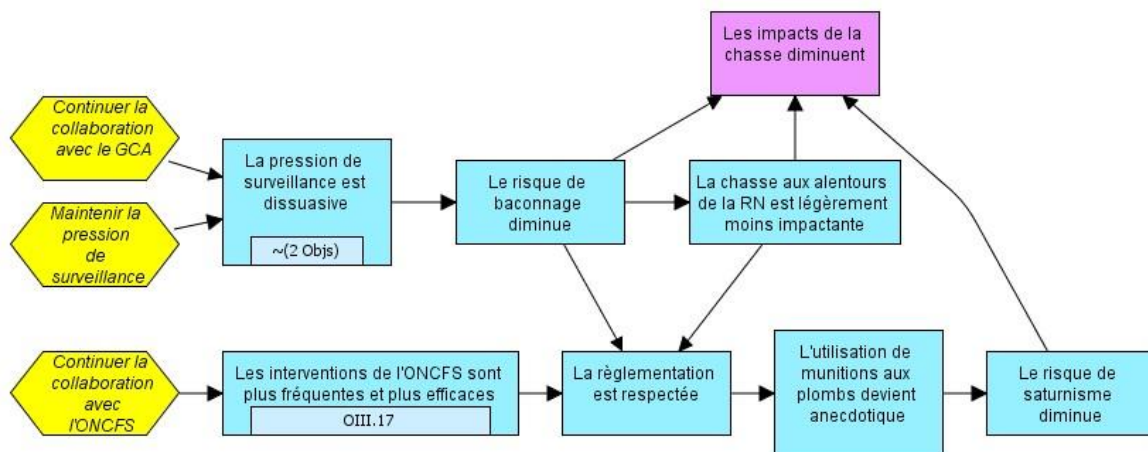 Les impacts de la
chasse diminuent
Continuer la
collaboration
avec le GCA
Maintenir la
pression
de
surveillance
La pression de
surveillance est
dissuasive
~(2 Objs)
Le risque de
baconnage
diminue
La chasse aux alentours
de la RN est légèrement
moins impactante
Continuer la
collaboration
avec
l'ONCFS
Les interventions de l'ONCFS sont
plus fréquentes et plus efficaces
OIII.17
La règlementation
est respectée
L'utilisation de
munitions aux
plombs devient
anecdotique
Le risque de
saturnisme
diminue